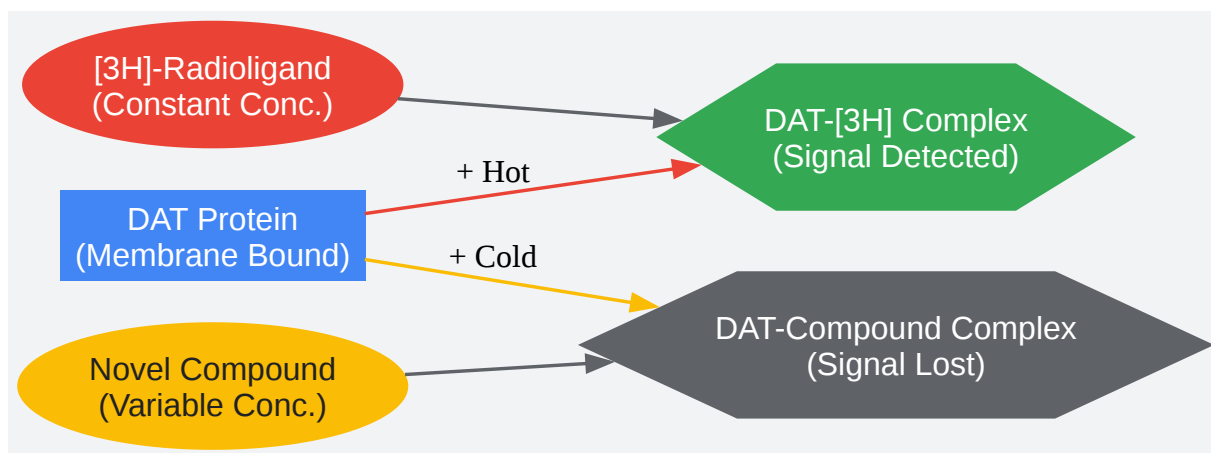 [3H]-Radioligand
(Constant Conc.)
DAT-[3H] Complex
(Signal Detected)
+ Hot
DAT Protein
(Membrane Bound)
+ Cold
DAT-Compound Complex
(Signal Lost)
Novel Compound
(Variable Conc.)